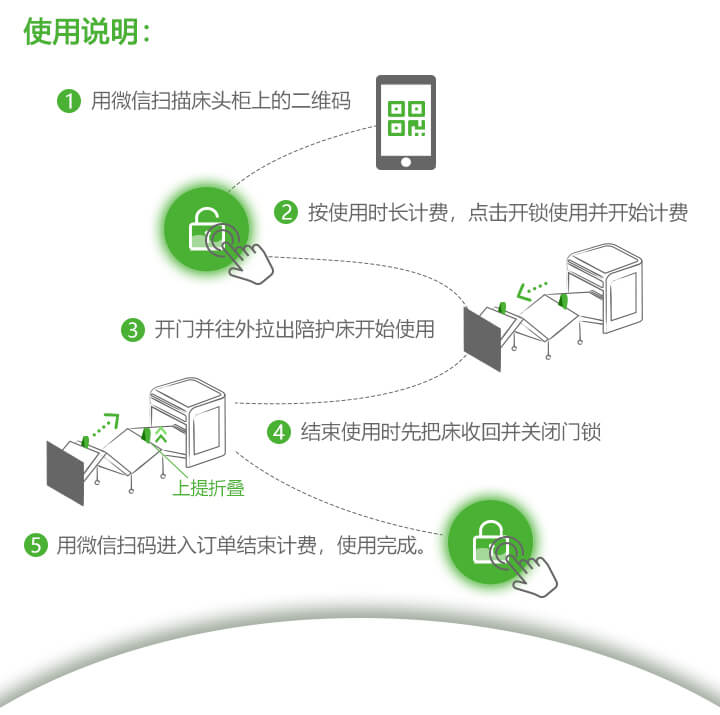 使用说明：
1 用微信扫描床头柜上的二维码
2 按使用时长计费，点击开锁使用并开始计费
3 开门并往外拉出陪护床开始使用
4 结束使用时先把床收回并关闭门锁
上提折叠
5 用微信扫码进入订单结束计费，使用完成。